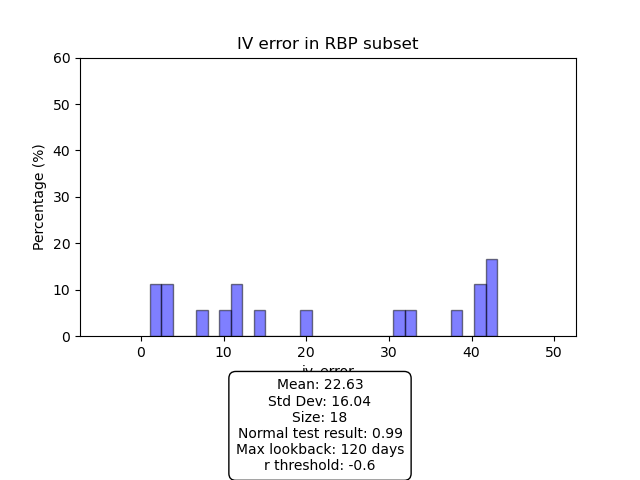 IV error in RBP subset
Percentage (%)
60
50
40
30
20
10
0
0 10 20 30 40 50
iv_error
Mean: 22.63
Std Dev: 16.04
Size: 18
Normal test result: 0.99
Max lookback: 120 days
r threshold: -0.6